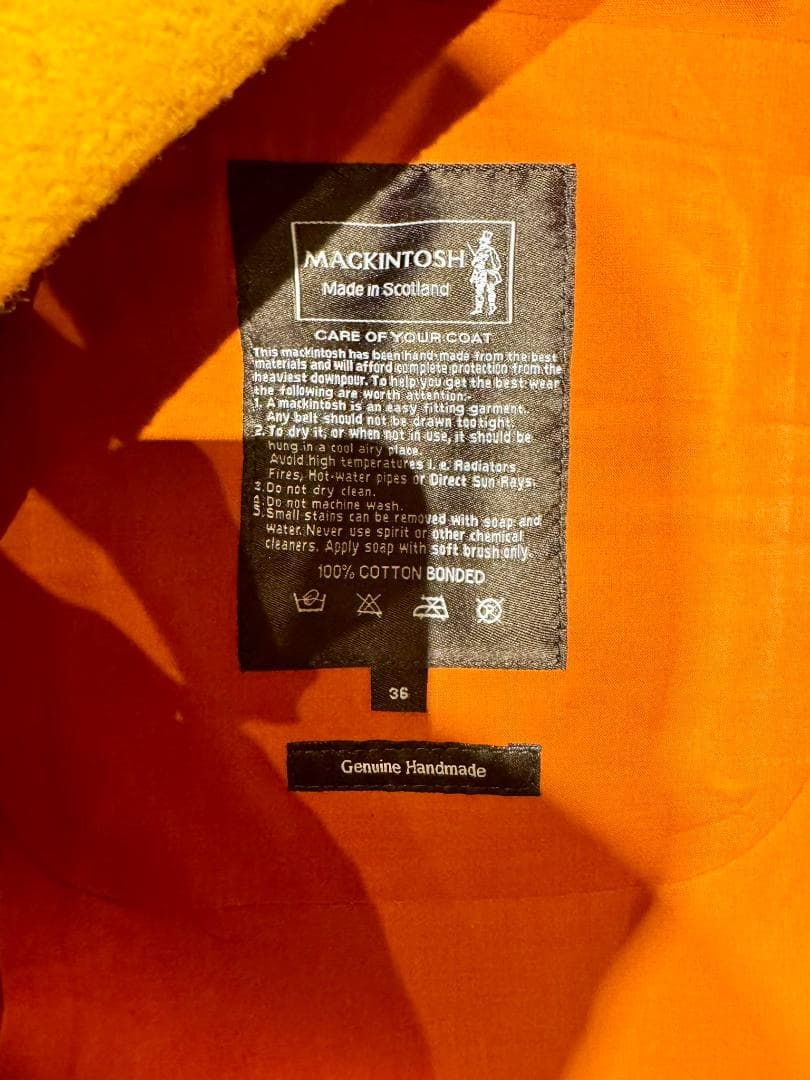 MACKINTOSH
Made in Scotland
CARE OF YOUR COAT
This mackintosh has been hand made from the best
materials and will afford complete protection from the
heaviest downpour. To help you get the best wear
the following are worth attention:-
1. A mackintosh is an easy fitting garment.
Any belt should not be drawn too tight.
2. To dry it, or when not in use, it should be
hung in a cool airy place.
Avoid high temperatures i.e. Radiators.
Fires, Hot-water pipes or Direct Sun Rays.
3. Do not dry clean.
4. Do not machine wash.
5. Small stains can be removed with soap and
water. Never use spirit or other chemical
cleaners. Apply soap with soft brush only.
100% COTTON BONDED
36
Genuine Handmade